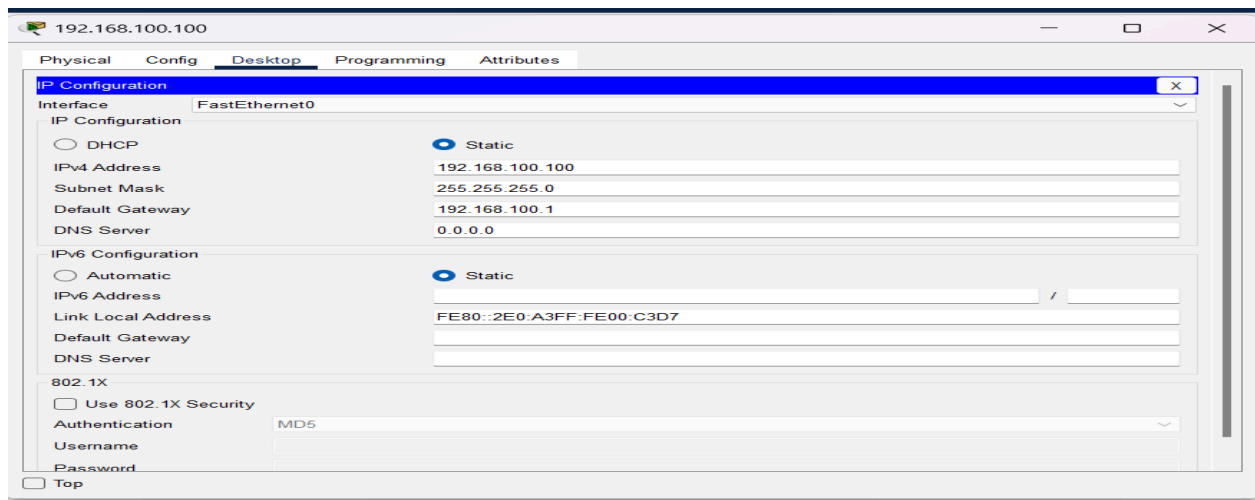 192.168.100.100
Physical Config Desktop Programming Attributes
IP Configuration X
Interface FastEthernet0
IP Configuration
DHCP Static
IPv4 Address 192.168.100.100
Subnet Mask 255.255.255.0
Default Gateway 192.168.100.1
DNS Server 0.0.0.0
IPv6 Configuration
Automatic Static
IPv6 Address /
Link Local Address FE80::2E0:A3FF:FE00:C3D7
Default Gateway
DNS Server
802.1X
Use 802.1X Security
Authentication MD5
Username
Password
Top